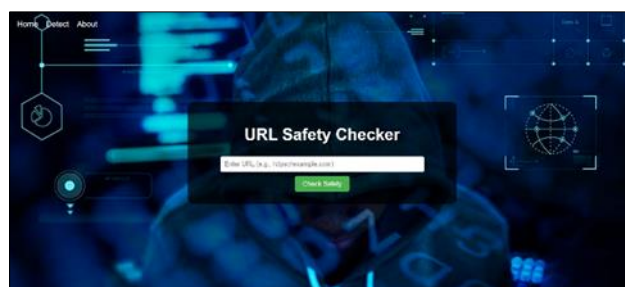 Home Detect About
URL Safety Checker
Enter URL (e.g., https://example.com)
Check Safety